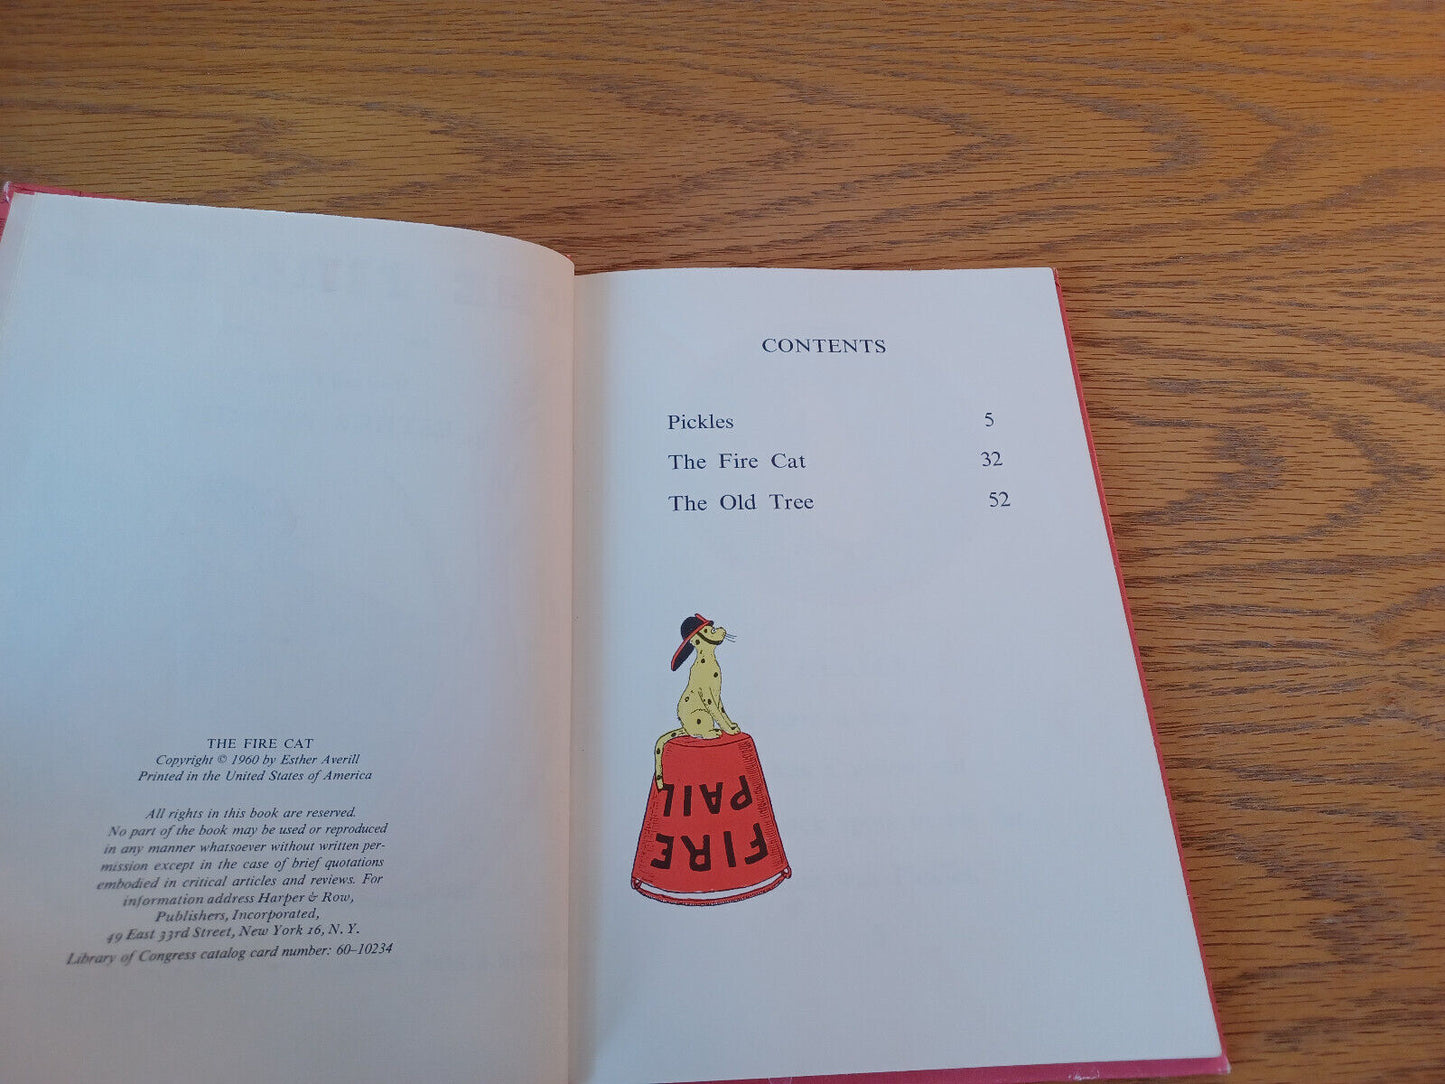 THE FIRE CAT
Copyright © 1960 by Esther Averill
Printed in the United States of America
All rights in this book are reserved.
No part of the book may be used or reproduced
in any manner whatsoever without written per-
mission except in the case of brief quotations
embodied in critical articles and reviews. For
information address Harper & Row,
Publishers, Incorporated,
49 East 33rd Street, New York 16, N. Y.
Library of Congress catalog card number: 60-10234
CONTENTS
Pickles 5
The Fire Cat 32
The Old Tree 52
FIRE
PAIL